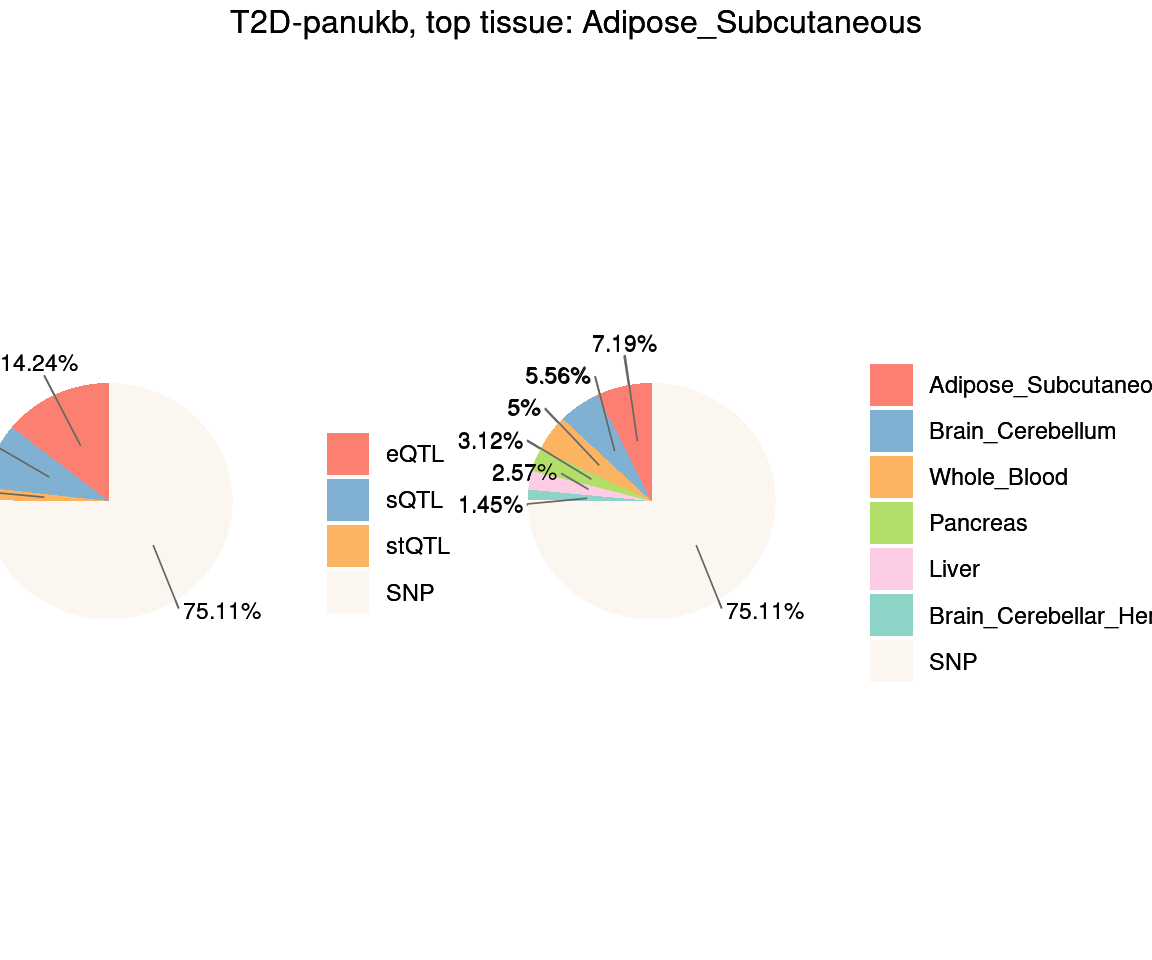 T2D-panukb, top tissue: Adipose_Subcutaneous
14.24%
75.11%
eQTL
sQTL
stQTL
SNP
7.19%
5.56%
5%
3.12%
2.57%
1.45%
75.11%
Adipose_Subcutaneo
Brain_Cerebellum
Whole_Blood
Pancreas
Liver
Brain_Cerebellar_Her
SNP